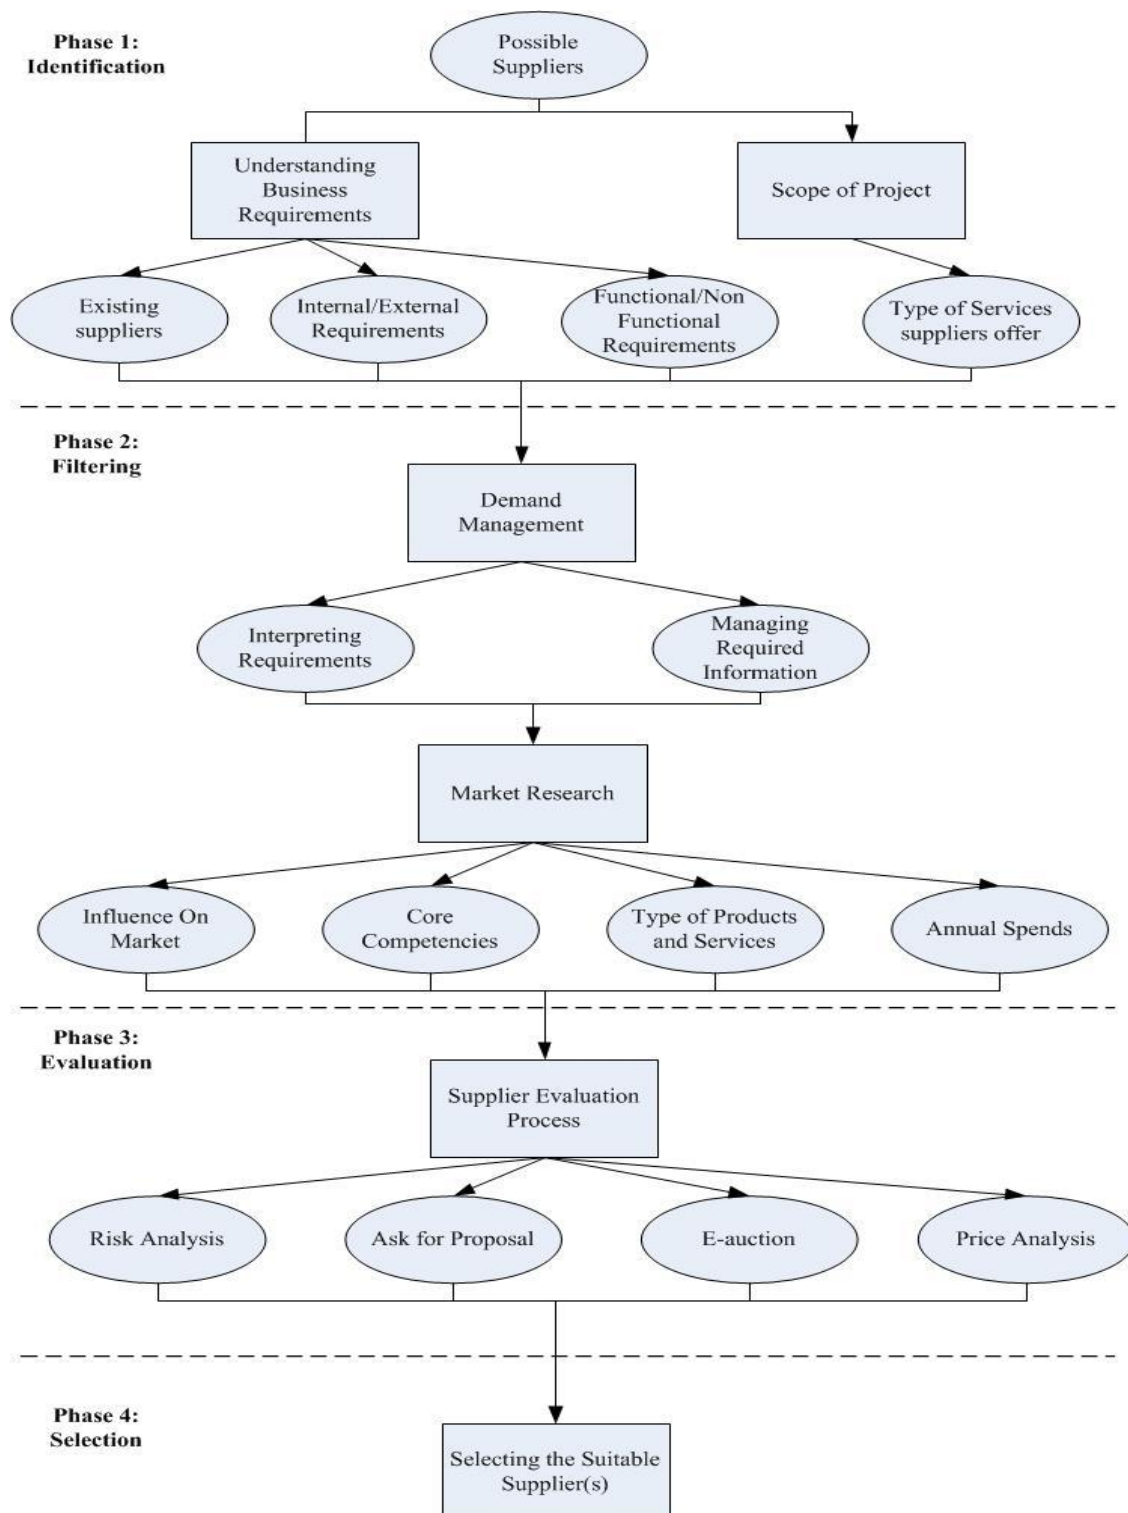 Phase 1:
Identification
Possible
Suppliers
Understanding
Business
Requirements
Scope of Project
Existing
suppliers
Internal/External
Requirements
Functional/Non
Functional
Requirements
Type of Services
suppliers offer
Phase 2:
Filtering
Demand
Management
Interpreting
Requirements
Managing
Required
Information
Market Research
Influence On
Market
Core
Competencies
Type of Products
and Services
Annual Spends
Phase 3:
Evaluation
Supplier Evaluation
Process
Risk Analysis
Ask for Proposal
E-auction
Price Analysis
Phase 4:
Selection
Selecting the Suitable
Supplier(s)